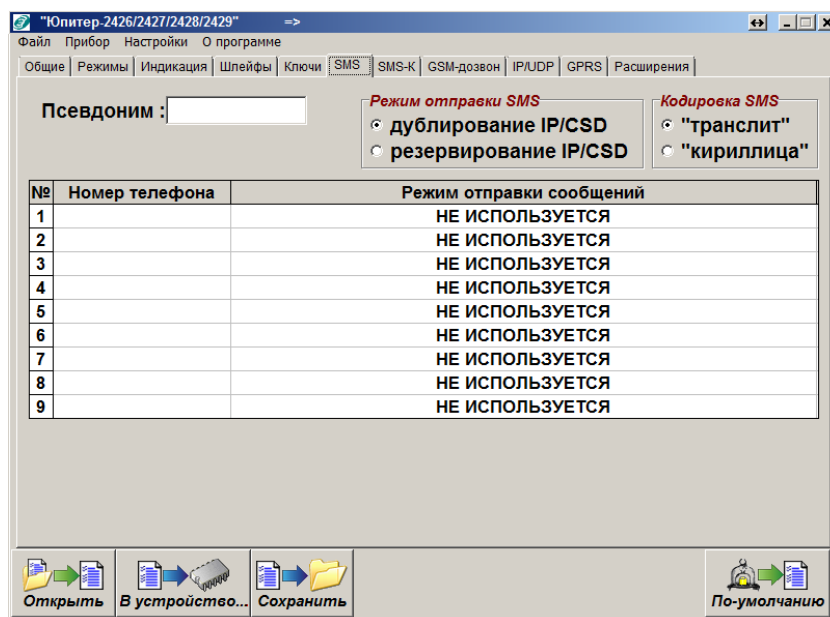 "Юпитер-2426/2427/2428/2429" =>
Файл Прибор Настройки О программе
Общие Режимы Индикация Шлейфы Ключи SMS SMS-K GSM-дозвон IP/UDP GPRS Расширения
Псевдоним :
Режим отправки SMS
дублирование IP/CSD
резервирование IP/CSD
Кодировка SMS
"транслит"
"кириллица"
№ Номер телефона Режим отправки сообщений
1 НЕ ИСПОЛЬЗУЕТСЯ
2 НЕ ИСПОЛЬЗУЕТСЯ
3 НЕ ИСПОЛЬЗУЕТСЯ
4 НЕ ИСПОЛЬЗУЕТСЯ
5 НЕ ИСПОЛЬЗУЕТСЯ
6 НЕ ИСПОЛЬЗУЕТСЯ
7 НЕ ИСПОЛЬЗУЕТСЯ
8 НЕ ИСПОЛЬЗУЕТСЯ
9 НЕ ИСПОЛЬЗУЕТСЯ
Открыть В устройство... Сохранить По-умолчанию